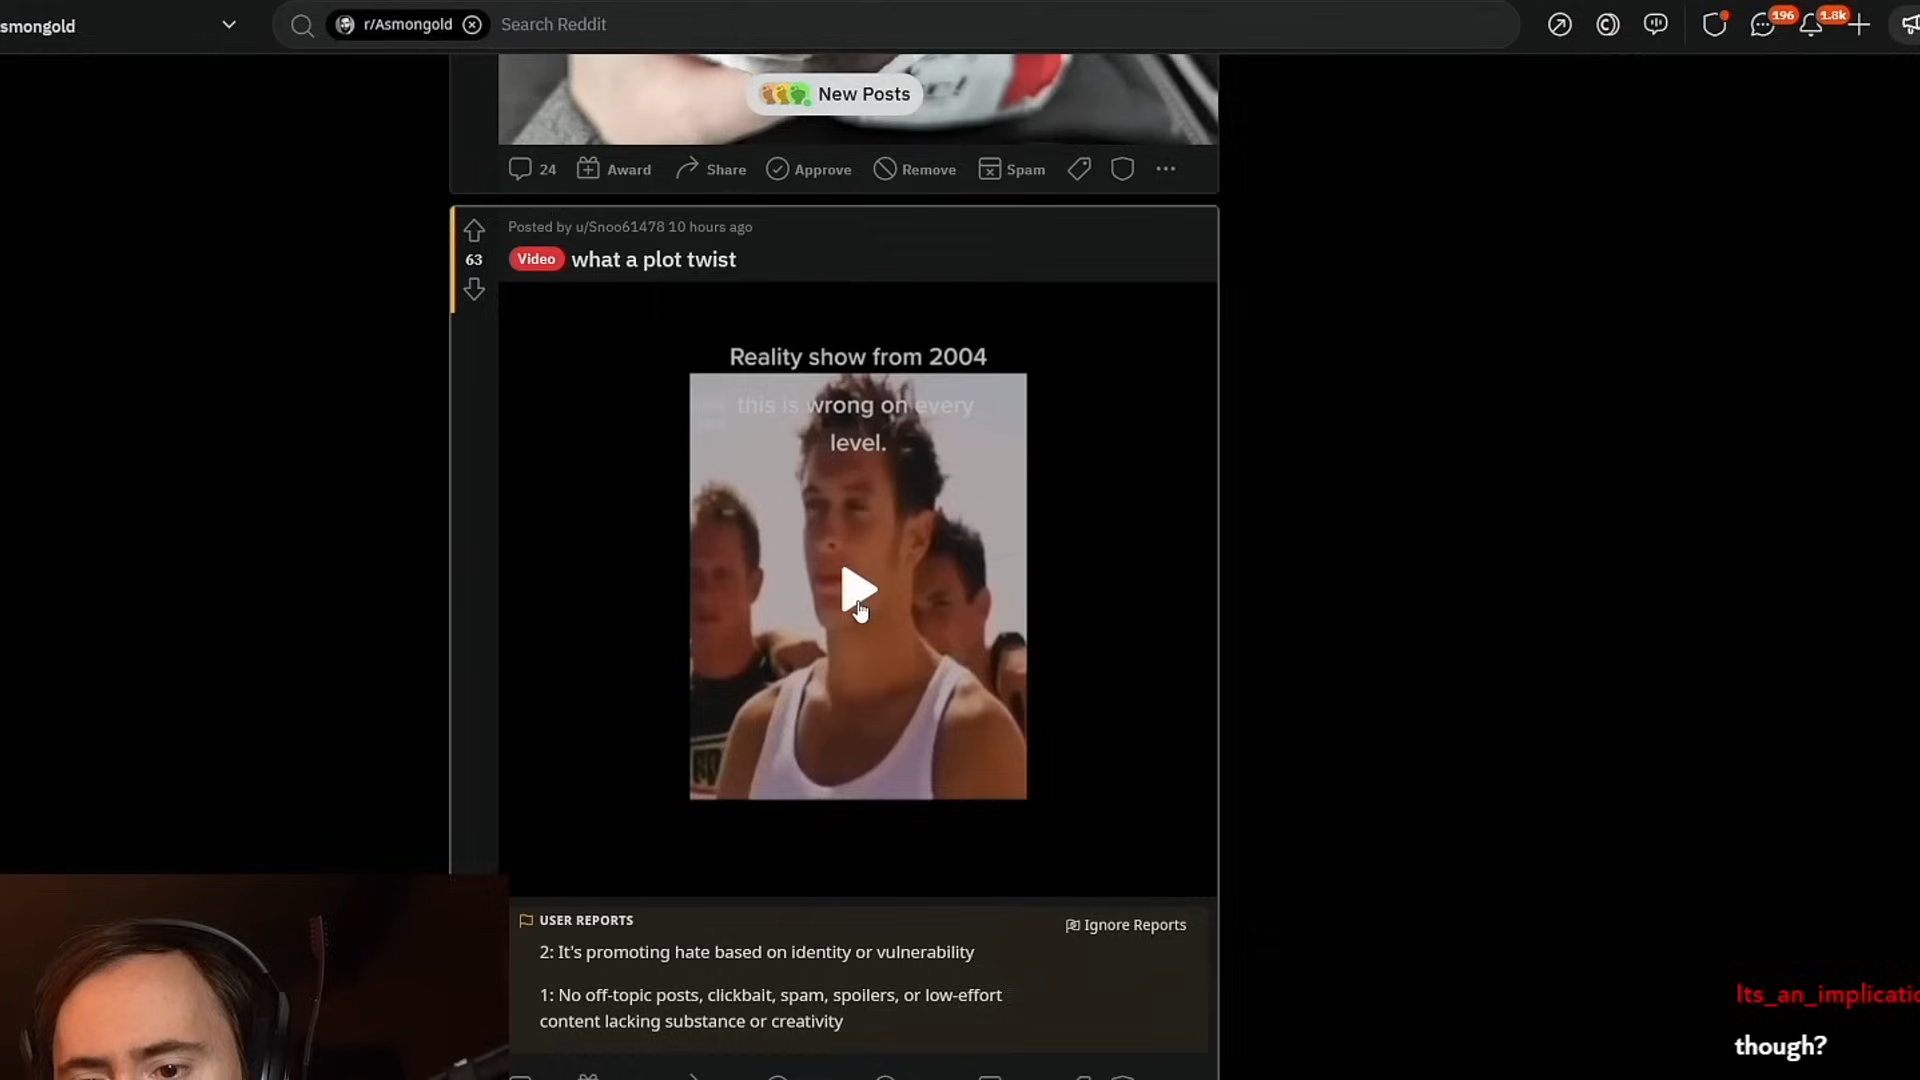 smongold
r/Asmongold
Search Reddit
196
1.8k
New Posts
24
Award
Share
Approve
Remove
Spam
Posted by u/Snoo61478 10 hours ago
63
Video
what a plot twist
Reality show from 2004
this is wrong on every
level.
USER REPORTS
Ignore Reports
2: It's promoting hate based on identity or vulnerability
1: No off-topic posts, clickbait, spam, spoilers, or low-effort
content lacking substance or creativity
Its_an_implicatio
though?